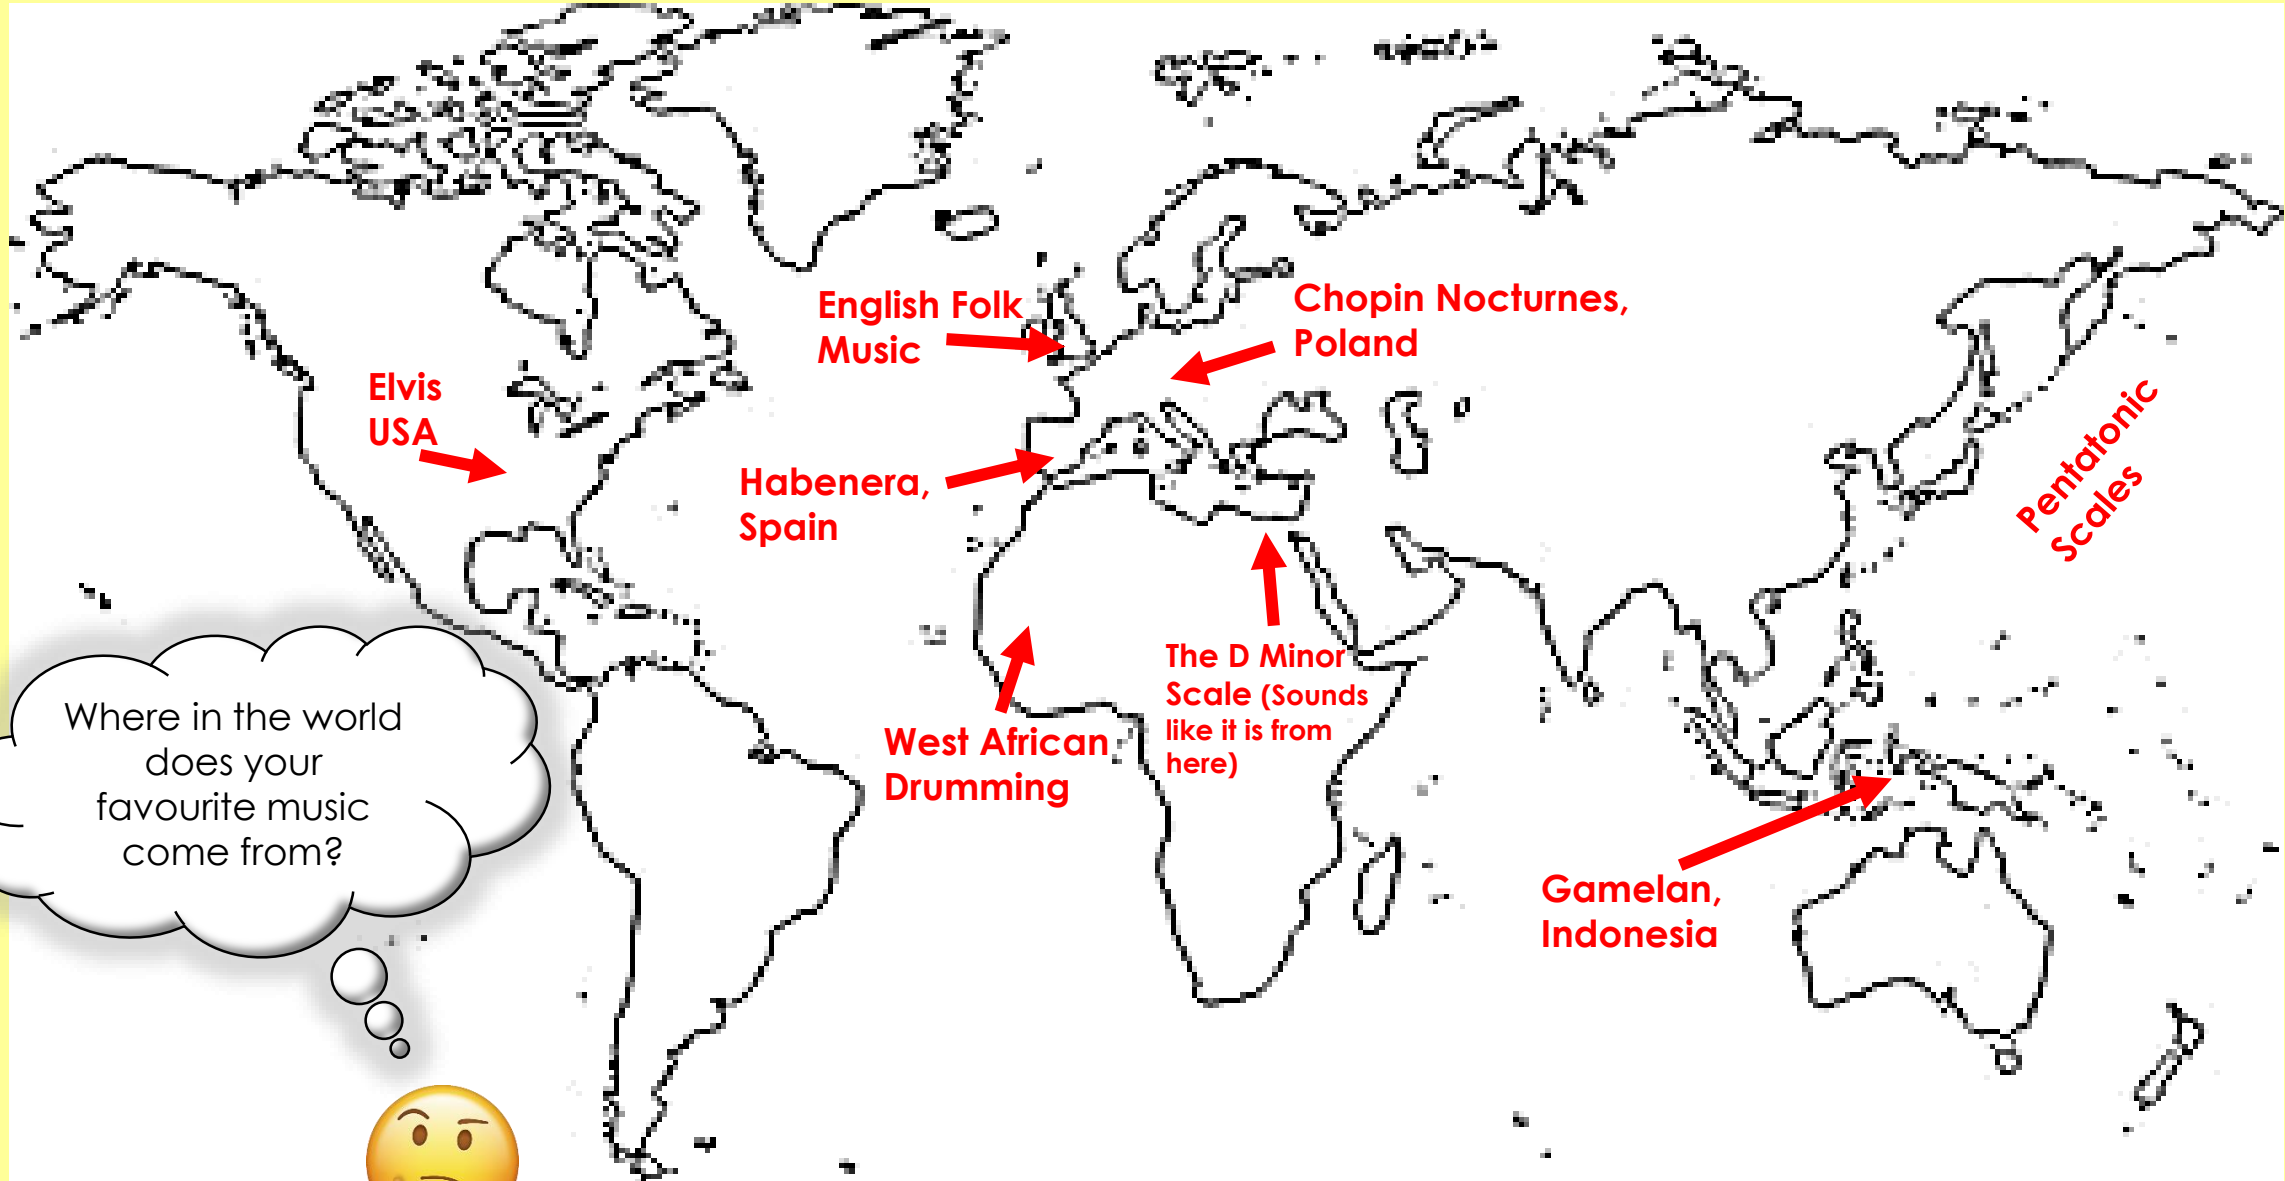 English Folk
Music
Chopin Nocturnes,
Poland
Elvis
USA
Habenera,
Spain
Pentatonic
Scales
The D Minor
Scale (Sounds
like it is from
here)
West African
Drumming
Where in the world
does your
favourite music
come from?
Gamelan,
Indonesia